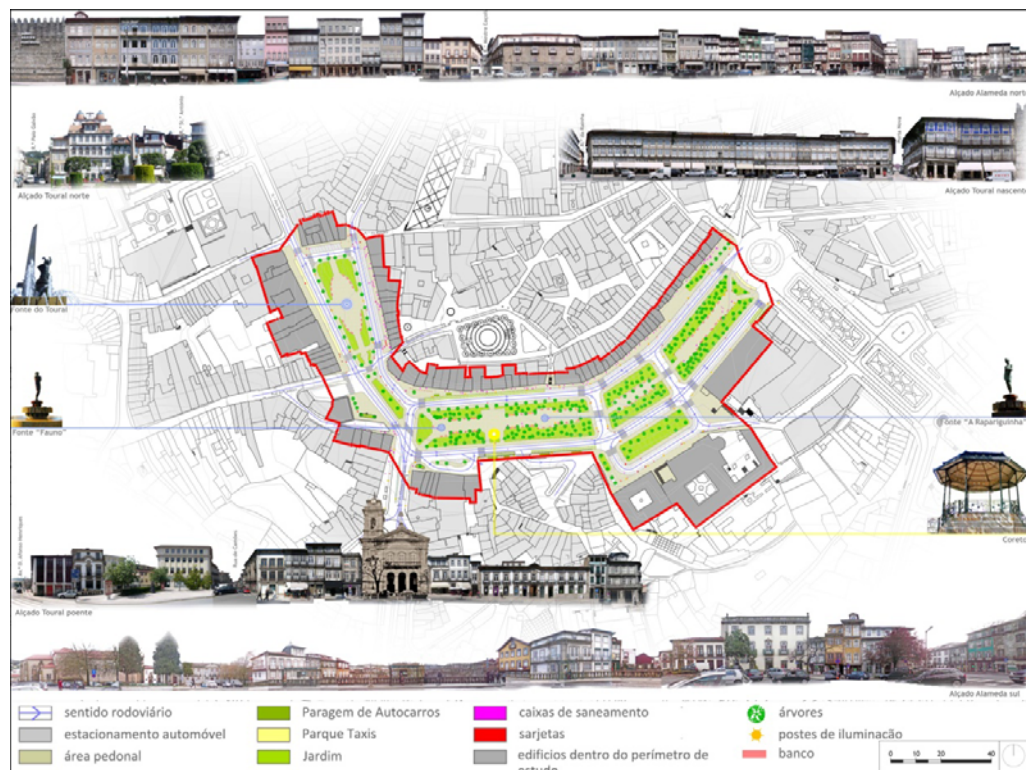 Alçado Alameda norte
Alçado Toural norte
Alçado Toural nascente
Fonte do Toural
Fonte "Fauno"
Fonte "A Rapariguinha"
Coreto
Alçado Toural poente
Alçado Alameda sul
sentido rodoviário
estacionamento automóvel
área pedonal
Paragem de Autocarros
Parque Taxis
Jardim
caixas de saneamento
sarjetas
edificios dentro do perímetro de
estudo
árvores
postes de iluminação
banco
0 10 20 40